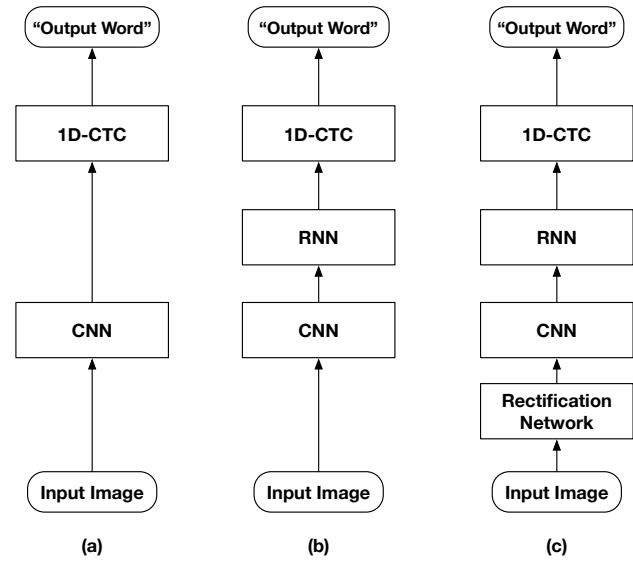 “Output Word” “Output Word” “Output Word”
1D-CTC 1D-CTC 1D-CTC
RNN RNN
CNN CNN CNN
Rectification
Network
Input Image Input Image Input Image
(a) (b) (c)